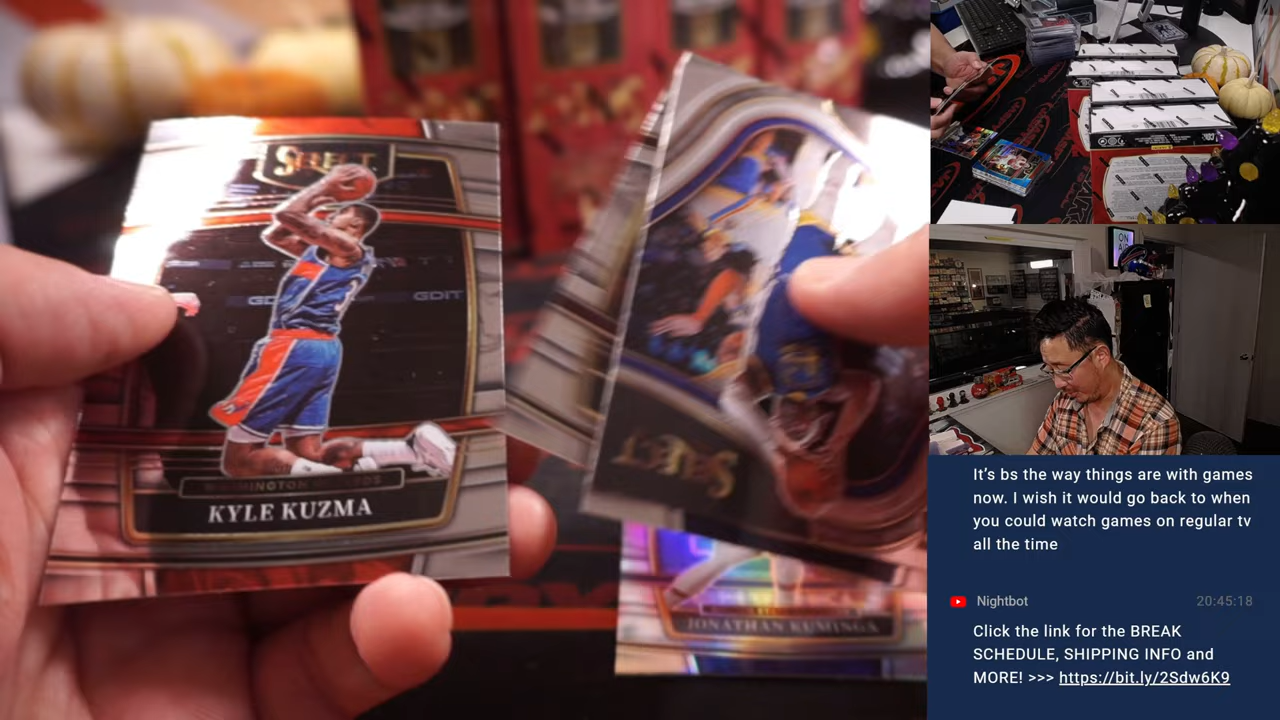 SELECT
GDIT
WASHINGTON WIZARDS
KYLE KUZMA
SELECT
JONATHAN KUMINGA
ON
It's bs the way things are with games
now. I wish it would go back to when
you could watch games on regular tv
all the time
Nightbot 20:45:18
Click the link for the BREAK
SCHEDULE, SHIPPING INFO and
MORE! >>> https://bit.ly/2Sdw6K9